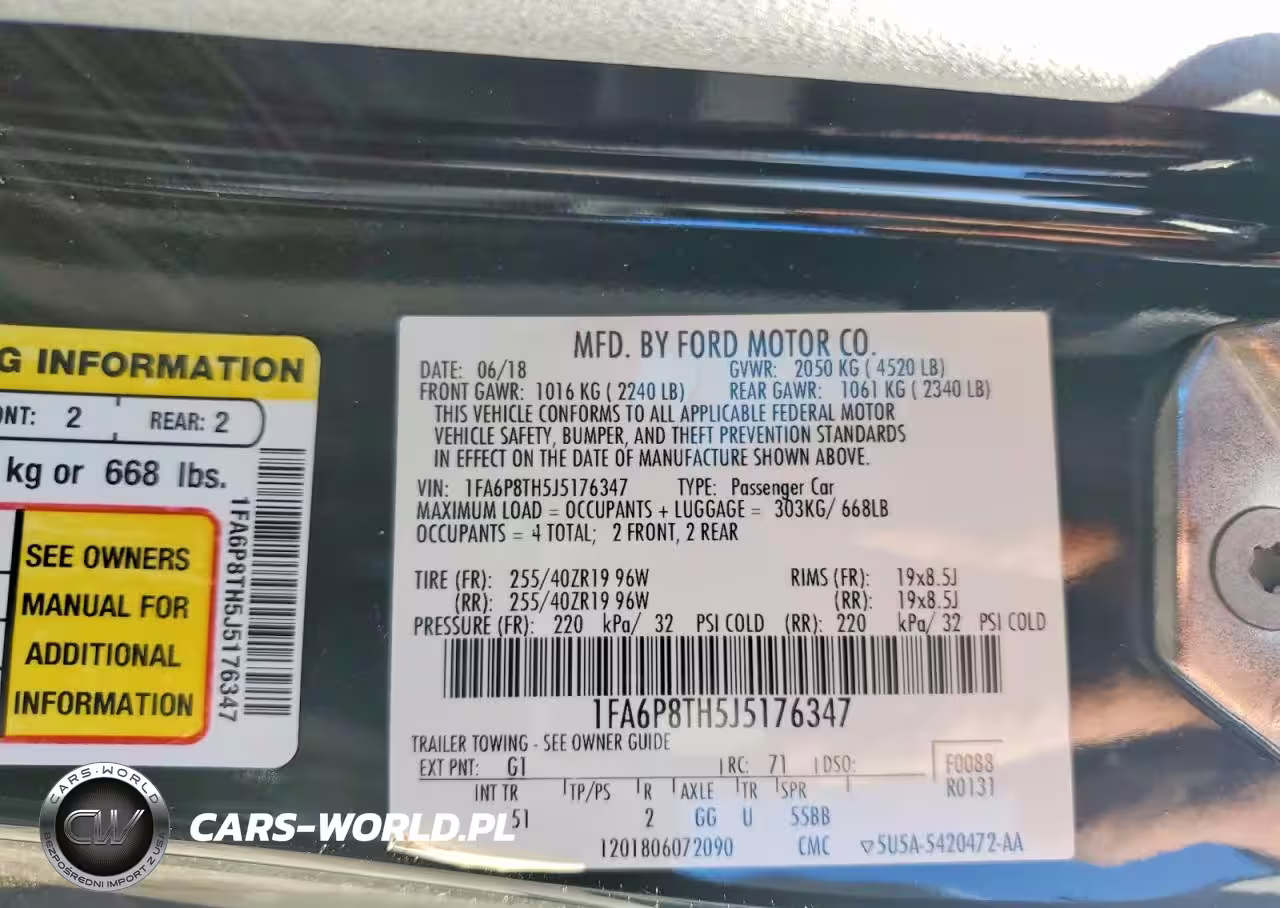 G INFORMATION
NT: 2 REAR: 2
kg or 668 lbs.
SEE OWNERS
MANUAL FOR
ADDITIONAL
INFORMATION
1FA6P8TH5J5176347
MFD. BY FORD MOTOR CO.
DATE: 06/18 GVWR: 2050 KG ( 4520 LB)
FRONT GAWR: 1016 KG ( 2240 LB) REAR GAWR: 1061 KG ( 2340 LB)
THIS VEHICLE CONFORMS TO ALL APPLICABLE FEDERAL MOTOR
VEHICLE SAFETY, BUMPER, AND THEFT PREVENTION STANDARDS
IN EFFECT ON THE DATE OF MANUFACTURE SHOWN ABOVE.
VIN: 1FA6P8TH5J5176347 TYPE: Passenger Car
MAXIMUM LOAD = OCCUPANTS + LUGGAGE = 303KG/ 668LB
OCCUPANTS = 4 TOTAL; 2 FRONT, 2 REAR
TIRE (FR): 255/40ZR19 96W RIMS (FR): 19x8.5J
(RR): 255/40ZR19 96W (RR): 19x8.5J
PRESSURE (FR): 220 kPa/ 32 PSI COLD (RR): 220 kPa/ 32 PSI COLD
1FA6P8TH5J5176347
TRAILER TOWING - SEE OWNER GUIDE
EXT PNT: G1 RC: 71 DSO: F0088
R0131
INT TR TP/PS R AXLE TR SPR
51 2 GG U 55BB
1201806072090 CMC ▽5U5A-5420472-AA
CARS-WORLD
CW
BEZPOŚREDNI IMPORT Z USA
CARS-WORLD.PL